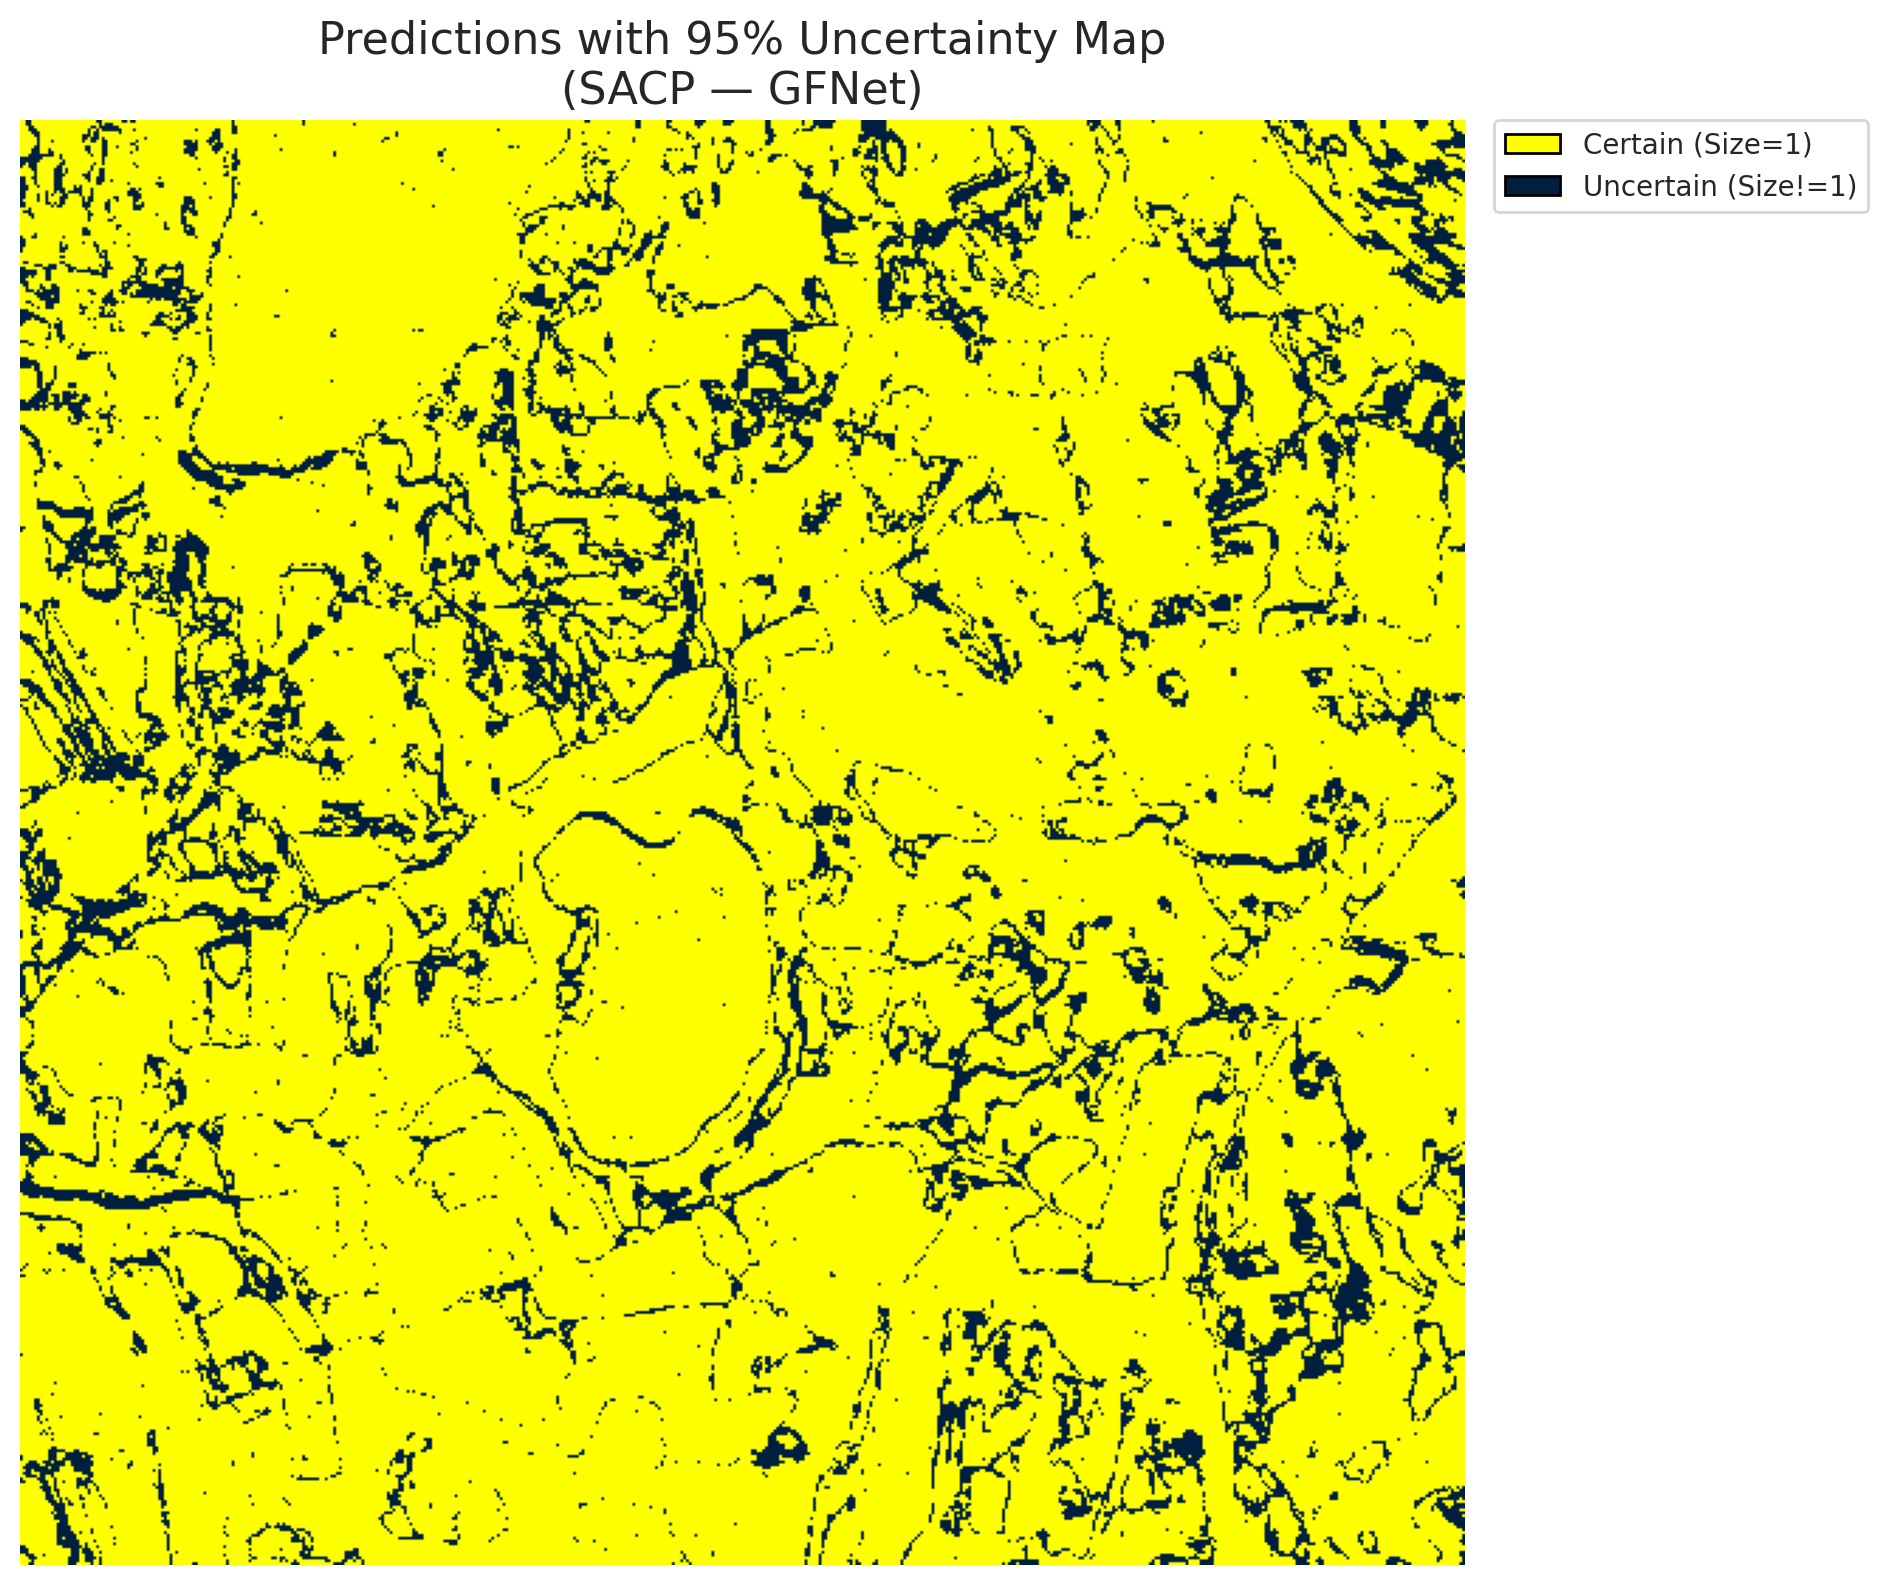 Predictions with 95% Uncertainty Map
(SACP — GFNet)
Certain (Size=1)
Uncertain (Size!=1)